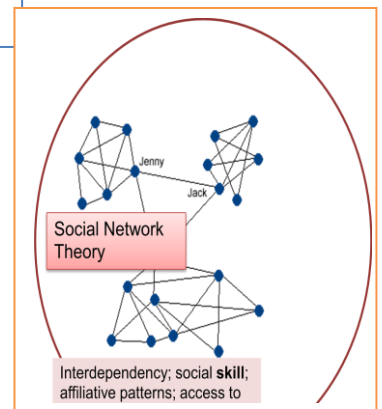 Jenny
Jack
Social Network
Theory
Interdependency; social skill;
affiliative patterns; access to